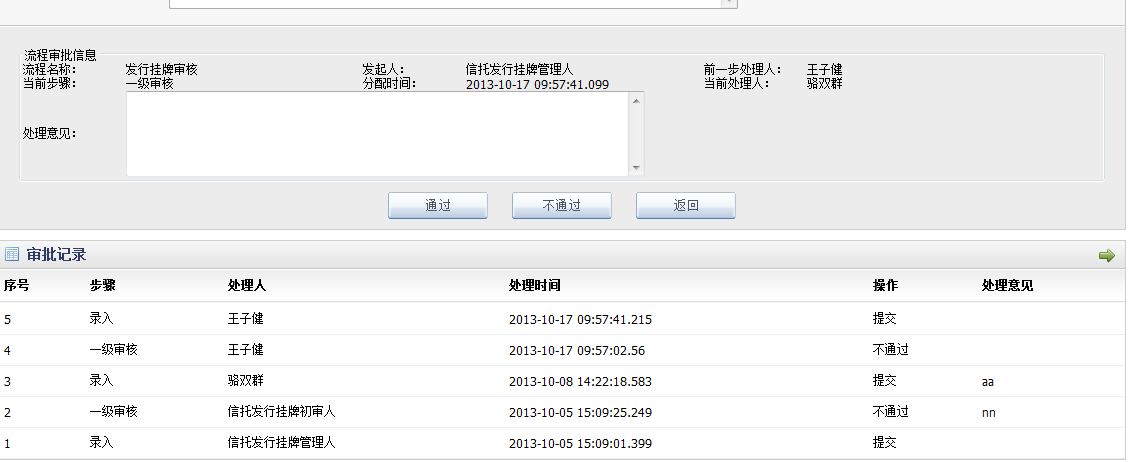 流程审批信息
流程名称： 发行挂牌审核 发起人： 信托发行挂牌管理人 前一步处理人： 王子健
当前步骤： 一级审核 分配时间： 2013-10-17 09:57:41.099 当前处理人： 骆双群
处理意见：
通过 不通过 返回
审批记录
序号 步骤 处理人 处理时间 操作 处理意见
5 录入 王子健 2013-10-17 09:57:41.215 提交
4 一级审核 王子健 2013-10-17 09:57:02.56 不通过
3 录入 骆双群 2013-10-08 14:22:18.583 提交 aa
2 一级审核 信托发行挂牌初审人 2013-10-05 15:09:25.249 不通过 nn
1 录入 信托发行挂牌管理人 2013-10-05 15:09:01.399 提交